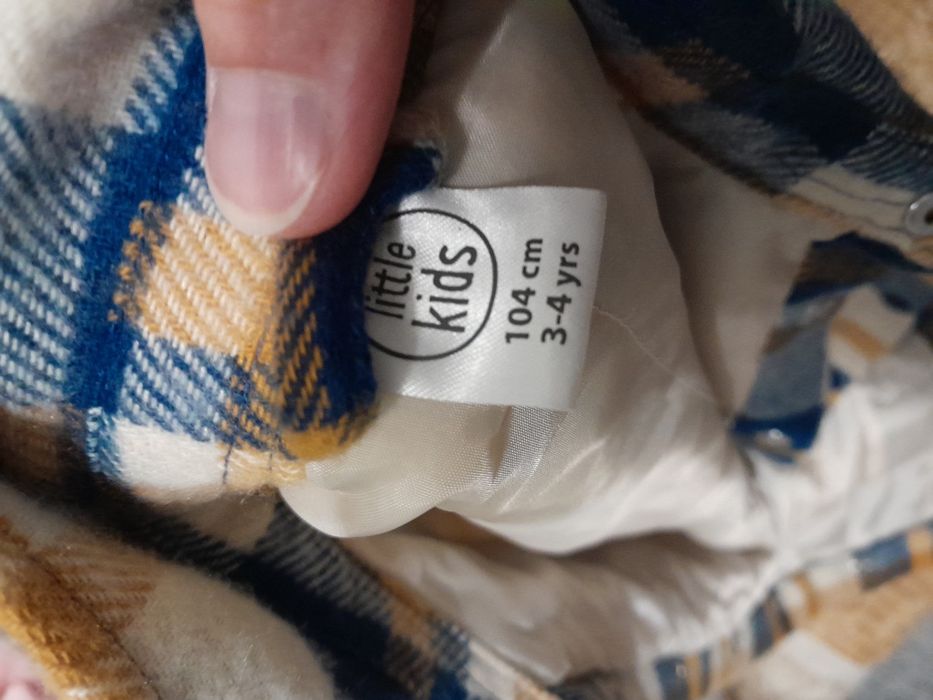 little
kids
104 cm
3-4 yrs